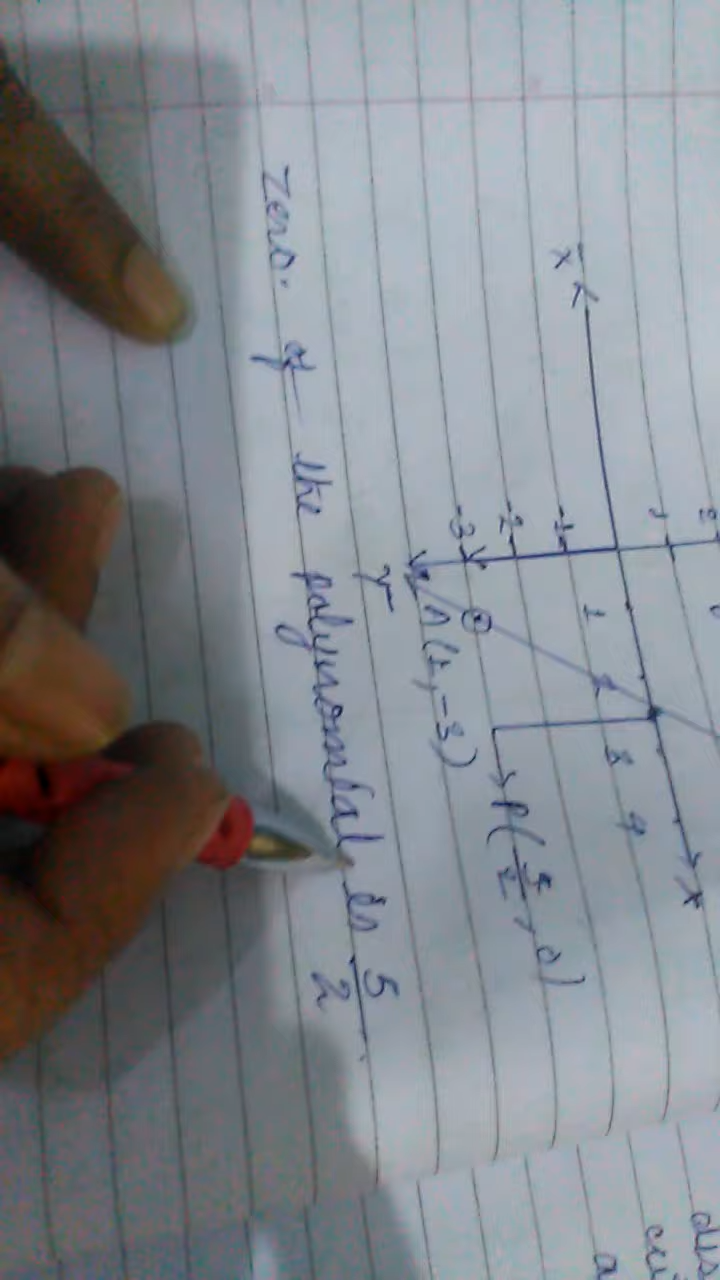 2
1
X̄ 1 2 3 4 X
-1
-2
-3
P(5/2, 0)
A(1, -3)
Y
Zero. of the polynomial is 5/2.